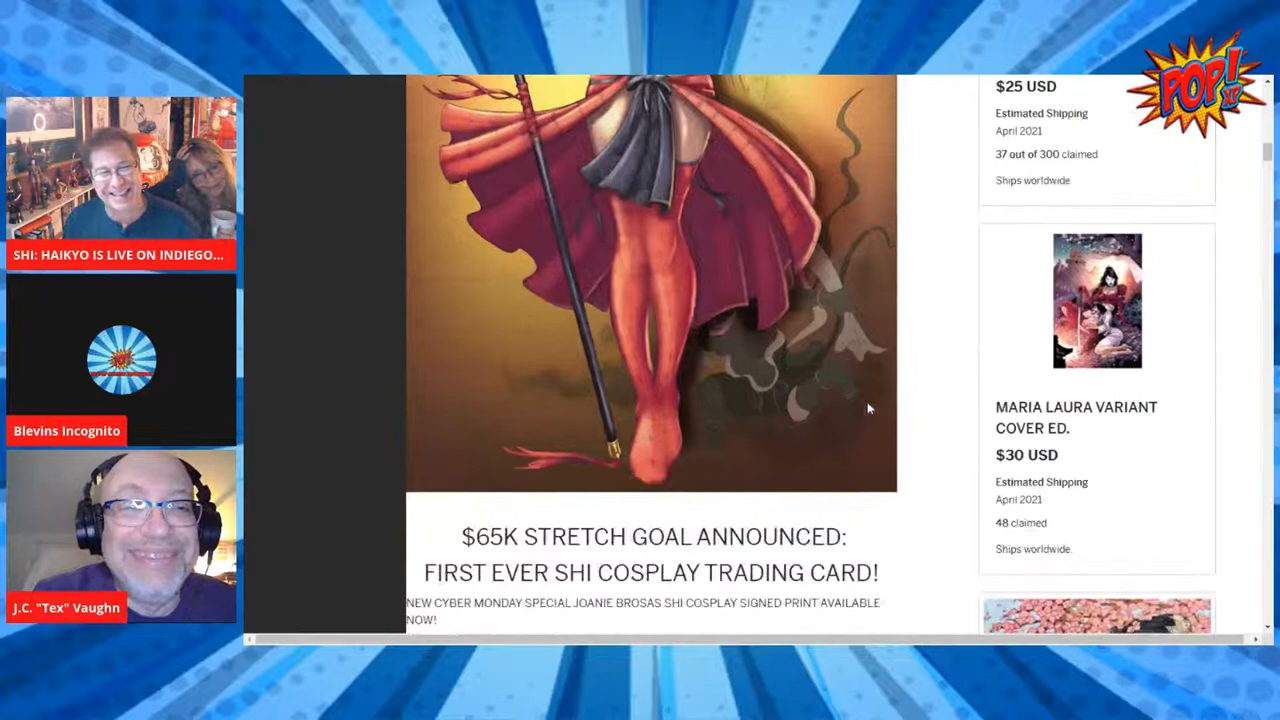 POP!
XP
SHI: HAIKYO IS LIVE ON INDIEGO...
Blevins Incognito
J.C. "Tex" Vaughn
$65K STRETCH GOAL ANNOUNCED:
FIRST EVER SHI COSPLAY TRADING CARD!
NEW CYBER MONDAY SPECIAL JOANIE BROSAS SHI COSPLAY SIGNED PRINT AVAILABLE
NOW!
$25 USD
Estimated Shipping
April 2021
37 out of 300 claimed
Ships worldwide.
MARIA LAURA VARIANT
COVER ED.
$30 USD
Estimated Shipping
April 2021
48 claimed
Ships worldwide.